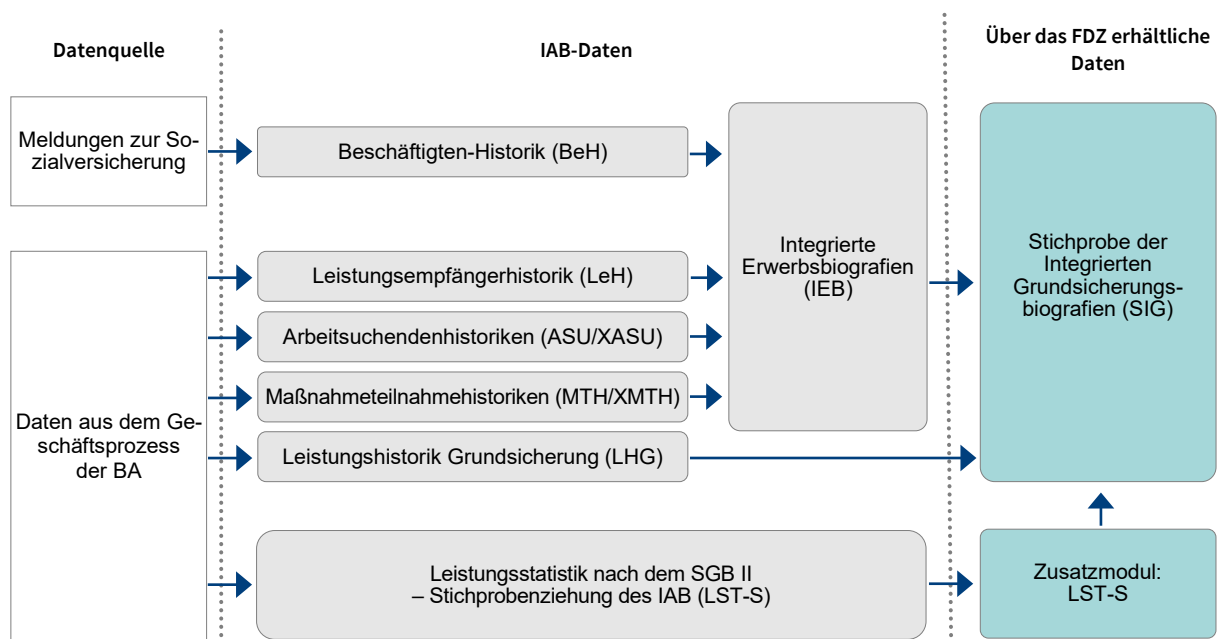 Datenquelle
IAB-Daten
Über das FDZ erhältliche
Daten
Meldungen zur So-
zialversicherung
Beschäftigten-Historik (BeH)
Leistungsempfängerhistorik (LeH)
Arbeitsuchendenhistoriken (ASU/XASU)
Maßnahmeteilnahmehistoriken (MTH/XMTH)
Leistungshistorik Grundsicherung (LHG)
Integrierte
Erwerbsbiografien
(IEB)
Stichprobe der
Integrierten
Grundsicherungs-
biografien (SIG)
Daten aus dem Ge-
schäftsprozess
der BA
Leistungsstatistik nach dem SGB II
– Stichprobenziehung des IAB (LST-S)
Zusatzmodul:
LST-S